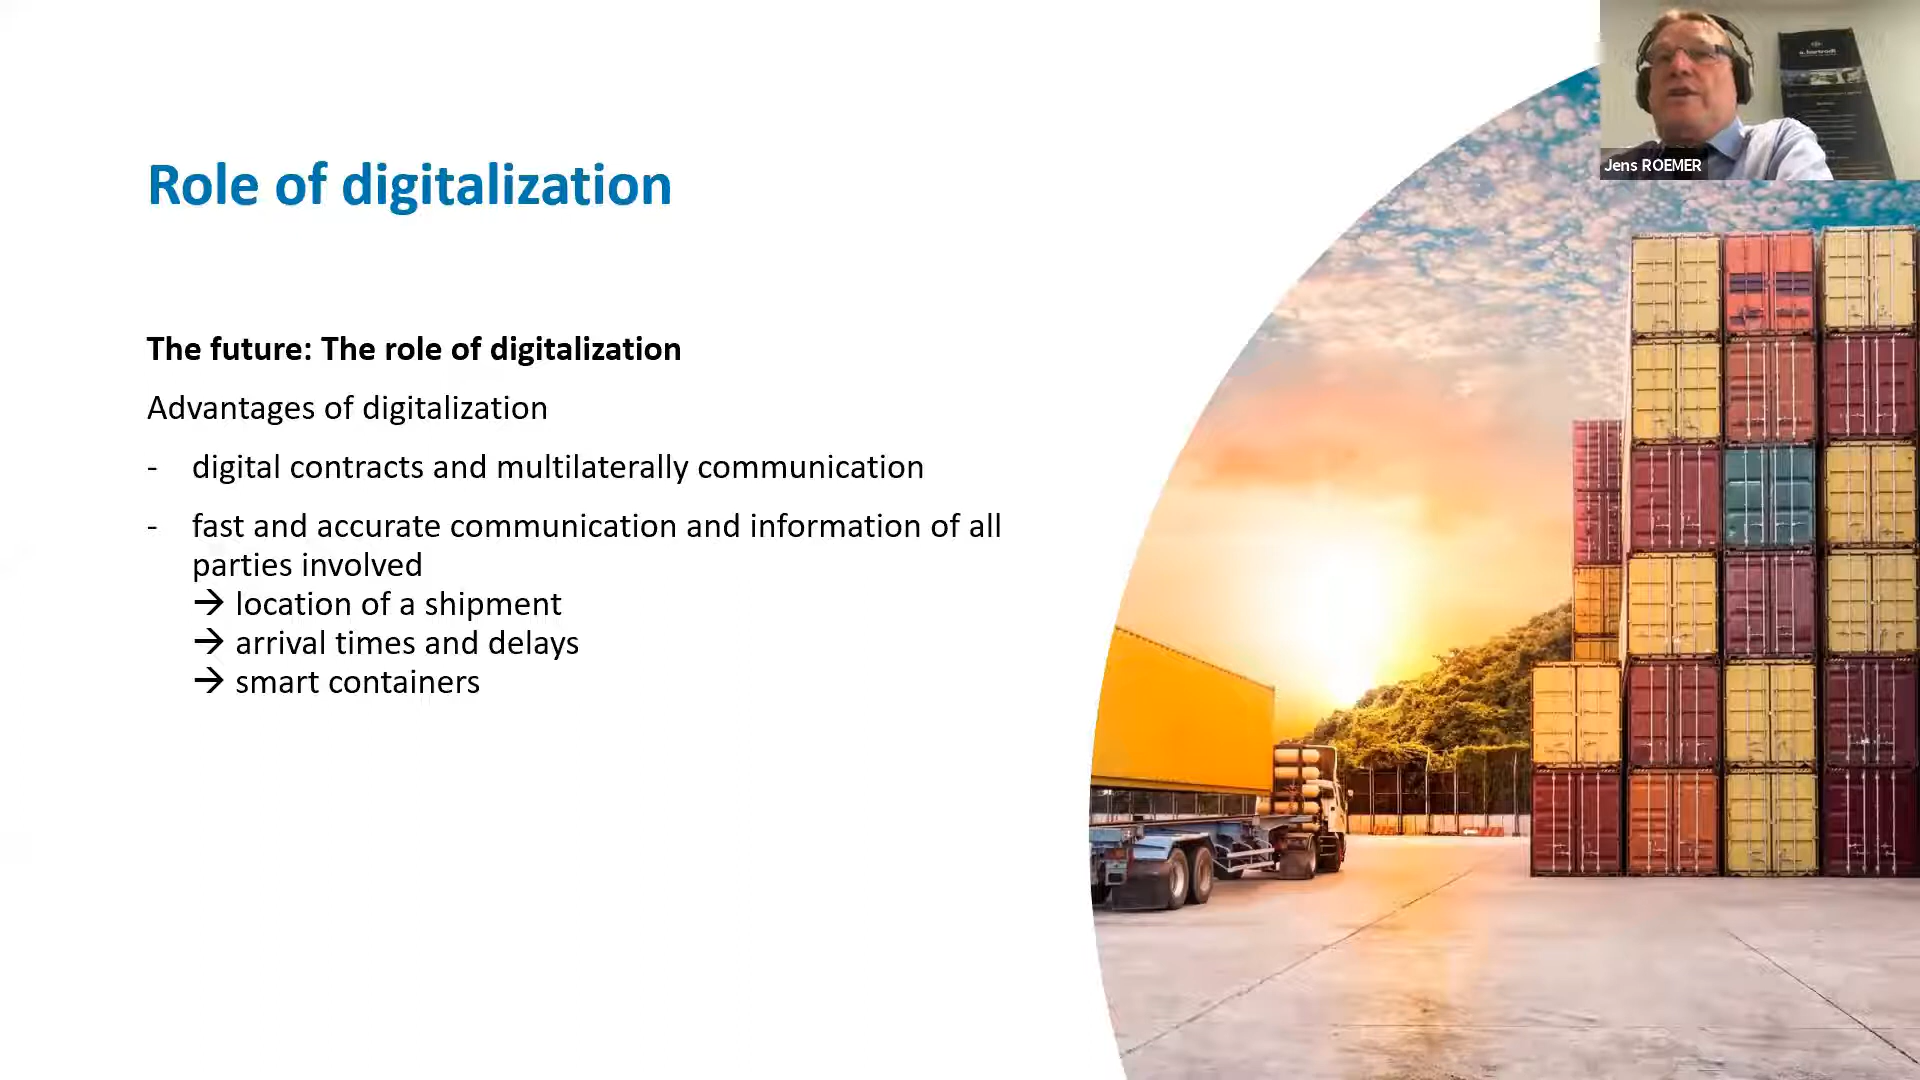 Role of digitalization
The future: The role of digitalization
Advantages of digitalization
- digital contracts and multilaterally communication
- fast and accurate communication and information of all
parties involved
→ location of a shipment
→ arrival times and delays
→ smart containers
a.hartrodt
Jens ROEMER